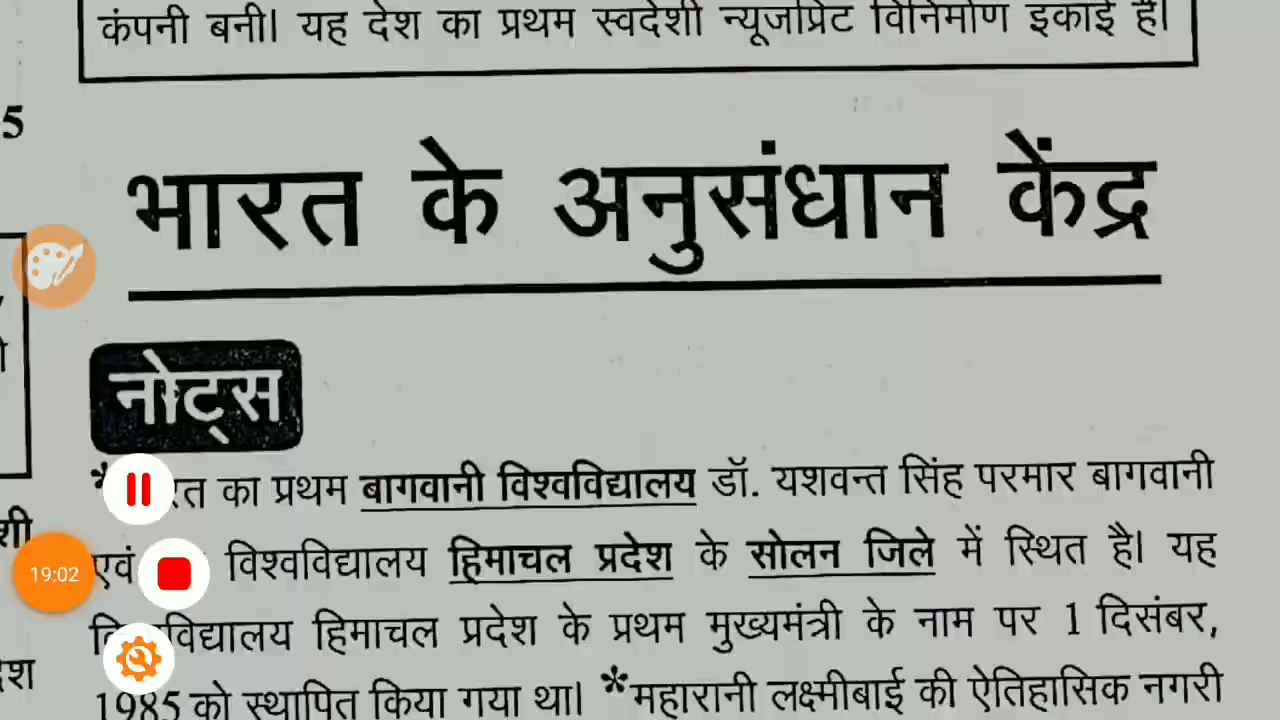 कंपनी बनी। यह देश का प्रथम स्वदेशी न्यूजप्रिंट विनिर्माण इकाई है।
5
भारत के अनुसंधान केंद्र
नोट्स
का प्रथम बागवानी विश्वविद्यालय डॉ. यशवन्त सिंह परमार बागवानी
शी
एवं विश्वविद्यालय हिमाचल प्रदेश के सोलन जिले में स्थित है। यह
19:02
हिमाचल प्रदेश के प्रथम मुख्यमंत्री के नाम पर 1 दिसंबर,
1985 को स्थापित किया गया था। *महारानी लक्ष्मीबाई की ऐतिहासिक नगरी